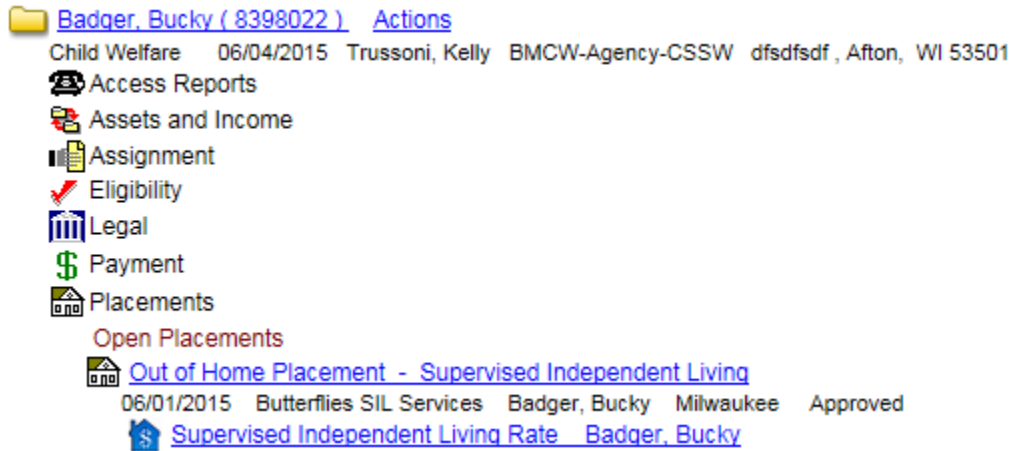 Badger, Bucky ( 8398022 ) Actions
Child Welfare 06/04/2015 Trussoni, Kelly BMCW-Agency-CSSW dfsdfsdf , Afton, WI 53501
Access Reports
Assets and Income
Assignment
Eligibility
Legal
$ Payment
Placements
Open Placements
Out of Home Placement - Supervised Independent Living
06/01/2015 Butterflies SIL Services Badger, Bucky Milwaukee Approved
$ Supervised Independent Living Rate Badger, Bucky